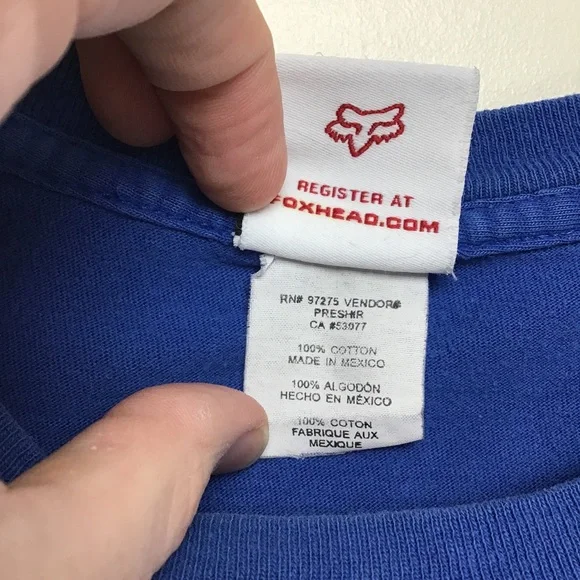 REGISTER AT
FOXHEAD.COM
RN# 97275 VENDOR#
PRESHIR
CA #53077
100% COTTON
MADE IN MEXICO
100% ALGODÓN
HECHO EN MÉXICO
100% COTON
FABRIQUE AUX
MEXIQUE